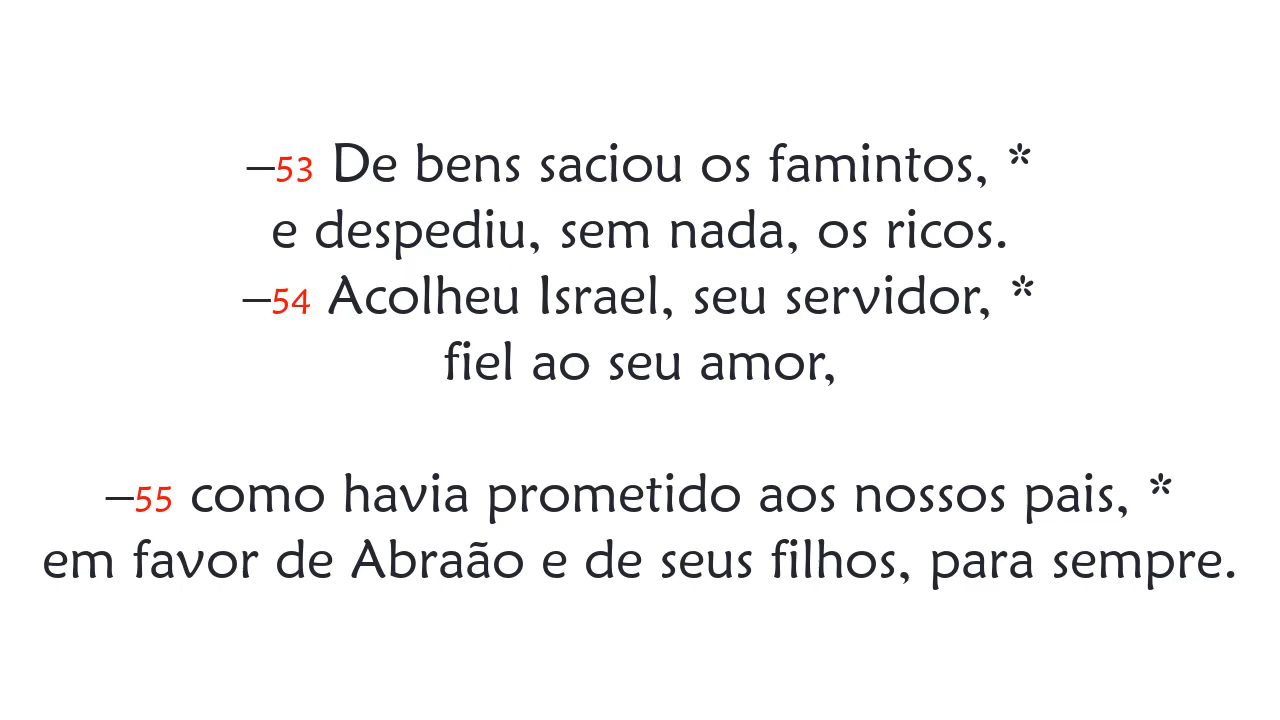 –53 De bens saciou os famintos, *
e despediu, sem nada, os ricos.
–54 Acolheu Israel, seu servidor, *
fiel ao seu amor,
–55 como havia prometido aos nossos pais, *
em favor de Abraão e de seus filhos, para sempre.